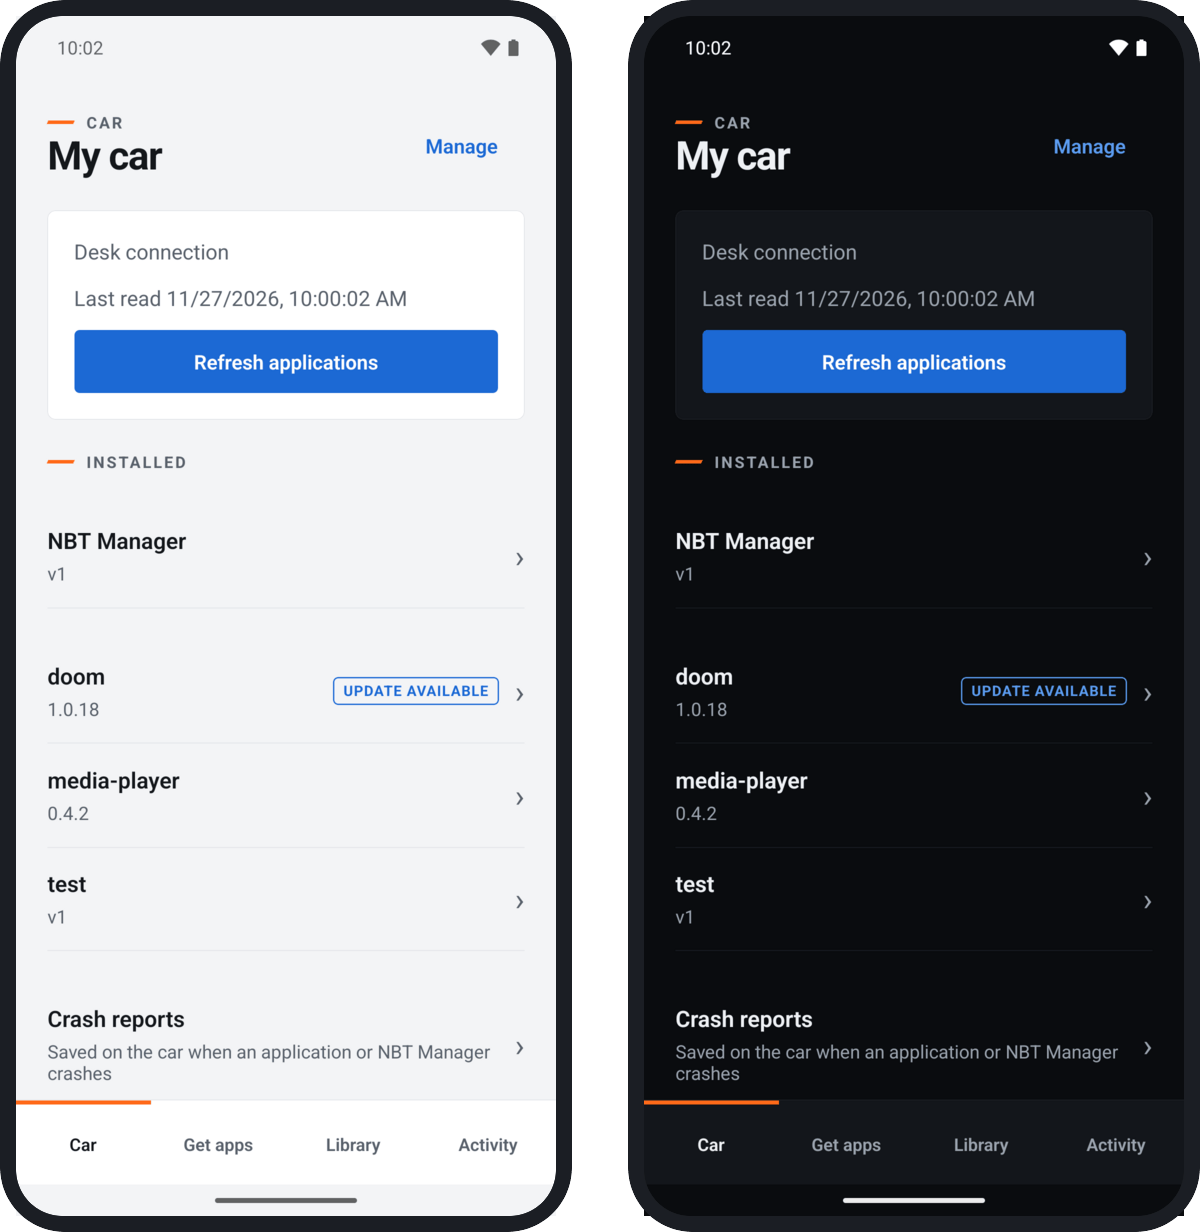 10:02
CAR
My car
Manage
Desk connection
Last read 11/27/2026, 10:00:02 AM
Refresh applications
INSTALLED
NBT Manager
v1
doom
1.0.18
UPDATE AVAILABLE
media-player
0.4.2
test
v1
Crash reports
Saved on the car when an application or NBT Manager
crashes
Car
Get apps
Library
Activity
10:02
CAR
My car
Manage
Desk connection
Last read 11/27/2026, 10:00:02 AM
Refresh applications
INSTALLED
NBT Manager
v1
doom
1.0.18
UPDATE AVAILABLE
media-player
0.4.2
test
v1
Crash reports
Saved on the car when an application or NBT Manager
crashes
Car
Get apps
Library
Activity